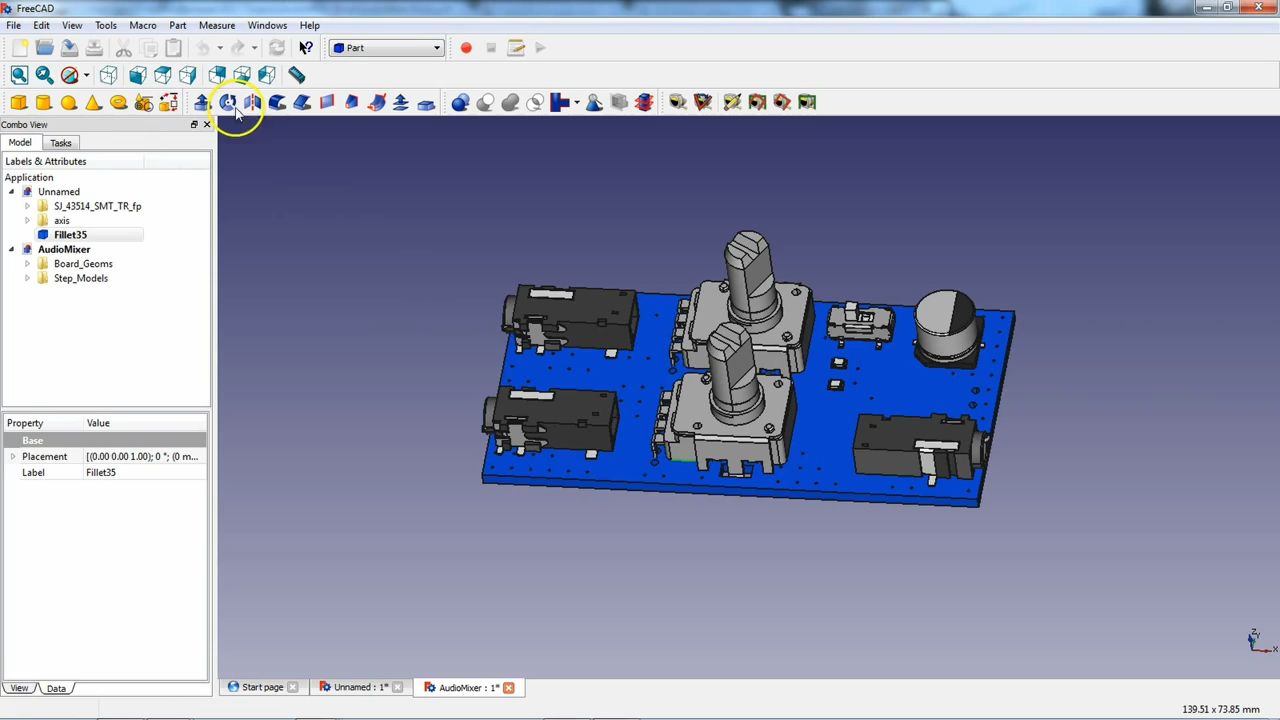 FreeCAD
File Edit View Tools Macro Part Measure Windows Help
Part
Combo View
Model Tasks
Labels & Attributes
Application
Unnamed
SJ_43514_SMT_TR_fp
axis
Fillet35
AudioMixer
Board_Geoms
Step_Models
Property Value
Base
Placement [(0.00 0.00 1.00); 0 °; (0 m...
Label Fillet35
View Data
Start page Unnamed : 1* AudioMixer : 1*
139.51 x 73.85 mm